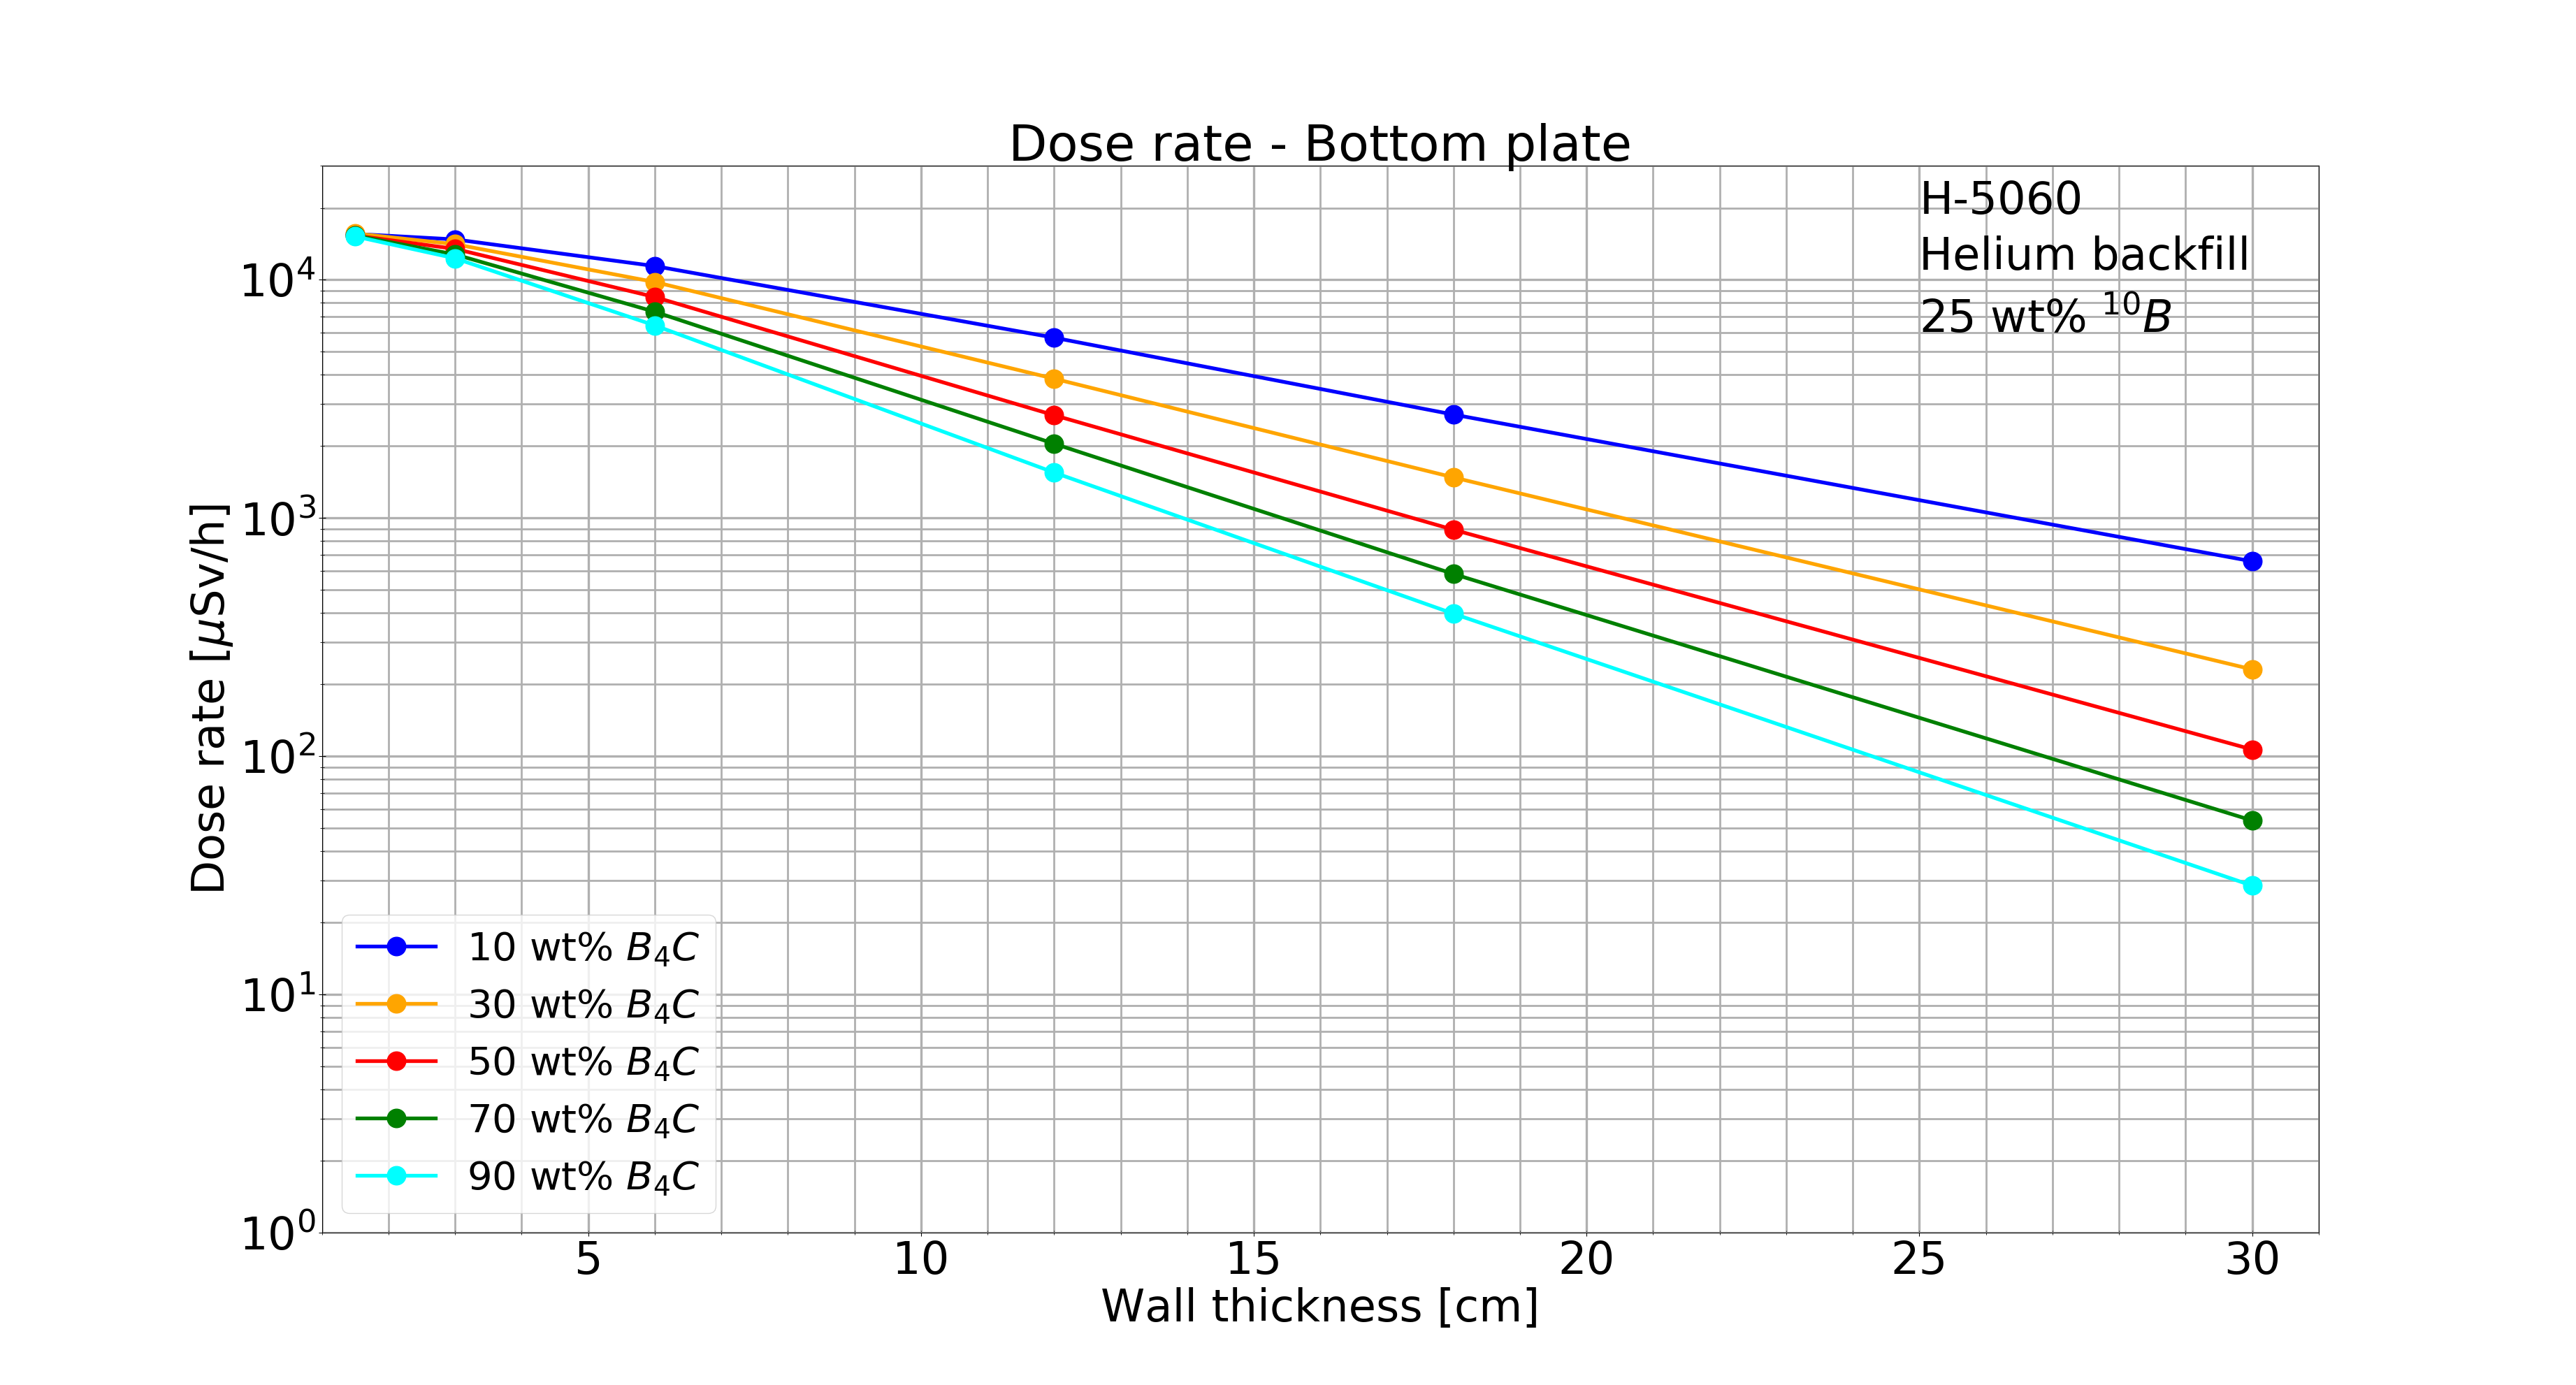 Dose rate - Bottom plate
H-5060
Helium backfill
25 wt% ¹⁰B
Dose rate [μSv/h]
10⁴
10³
10²
10¹
10⁰
10 wt% B₄C
30 wt% B₄C
50 wt% B₄C
70 wt% B₄C
90 wt% B₄C
5 10 15 20 25 30
Wall thickness [cm]